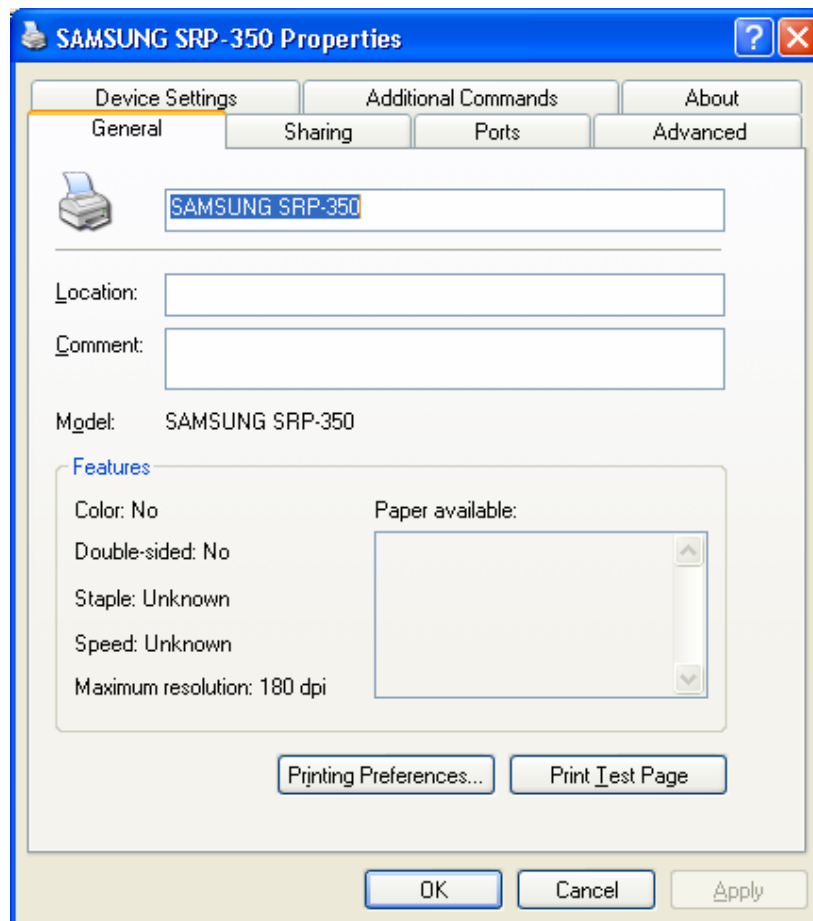 SAMSUNG SRP-350 Properties
Device Settings Additional Commands About
General Sharing Ports Advanced
SAMSUNG SRP-350
Location:
Comment:
Model: SAMSUNG SRP-350
Features
Color: No Paper available:
Double-sided: No
Staple: Unknown
Speed: Unknown
Maximum resolution: 180 dpi
Printing Preferences... Print Test Page
OK Cancel Apply